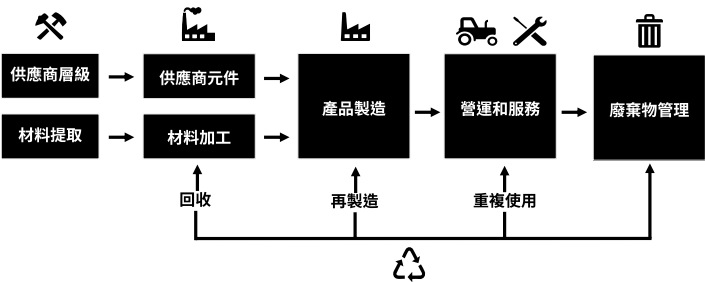 供應商層級
供應商元件
材料提取
材料加工
產品製造
營運和服務
廢棄物管理
回收
再製造
重複使用